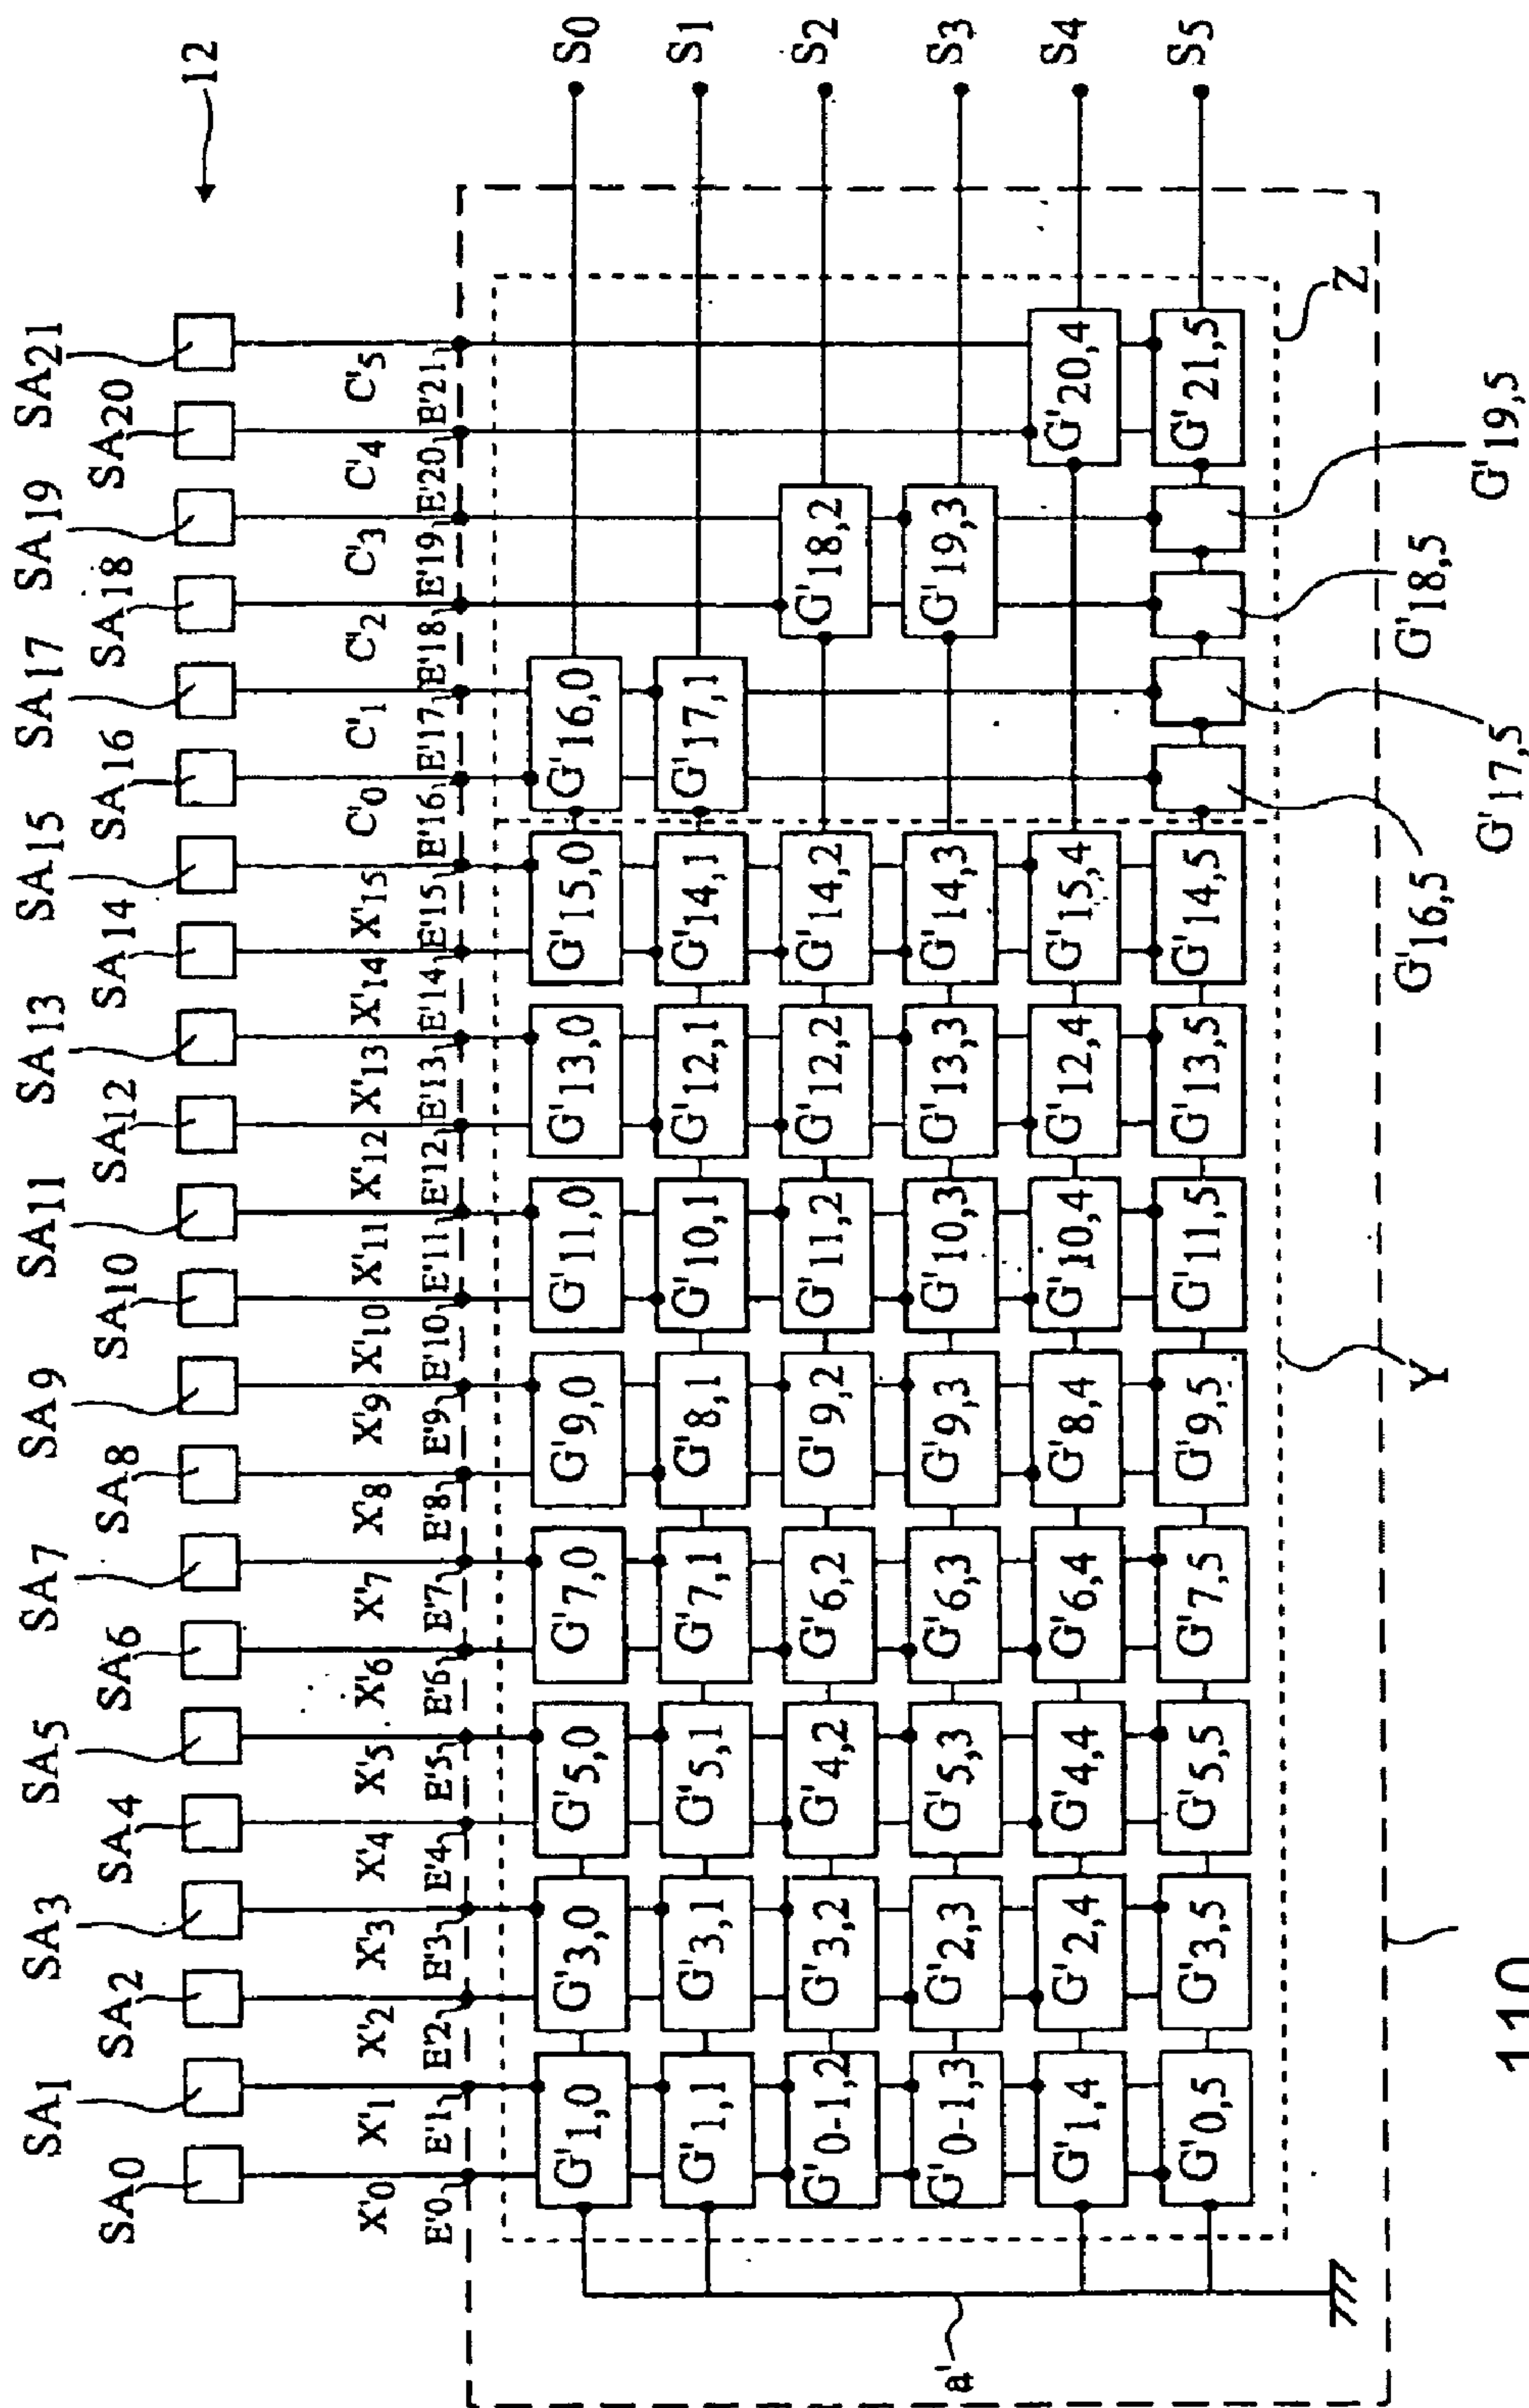 12
SA0 SA1 SA2 SA3 SA4 SA5 SA6 SA7 SA8 SA9 SA10 SA11 SA12 SA13 SA14 SA15 SA16 SA17 SA18 SA19 SA20 SA21
X'0 X'1 X'2 X'3 X'4 X'5 X'6 X'7 X'8 X'9 X'10 X'11 X'12 X'13 X'14 X'15 C'0 C'1 C'2 C'3 C'4 C'5
E'0 E'1 E'2 E'3 E'4 E'5 E'6 E'7 E'8 E'9 E'10 E'11 E'12 E'13 E'14 E'15 E'16 E'17 E'18 E'19 E'20 E'21
G'1,0 G'3,0 G'5,0 G'7,0 G'9,0 G'11,0 G'13,0 G'15,0 G'16,0 S0
G'1,1 G'3,1 G'5,1 G'7,1 G'8,1 G'10,1 G'12,1 G'14,1 G'17,1 S1
G'0-1,2 G'3,2 G'4,2 G'6,2 G'9,2 G'11,2 G'12,2 G'14,2 G'18,2 S2
G'0-1,3 G'2,3 G'5,3 G'6,3 G'9,3 G'10,3 G'13,3 G'14,3 G'19,3 S3
G'1,4 G'2,4 G'4,4 G'6,4 G'8,4 G'10,4 G'12,4 G'15,4 G'20,4 S4
G'0,5 G'3,5 G'5,5 G'7,5 G'9,5 G'11,5 G'13,5 G'14,5 G'21,5 S5
a' Y Z
G'16,5 G'17,5 G'18,5 G'19,5
110